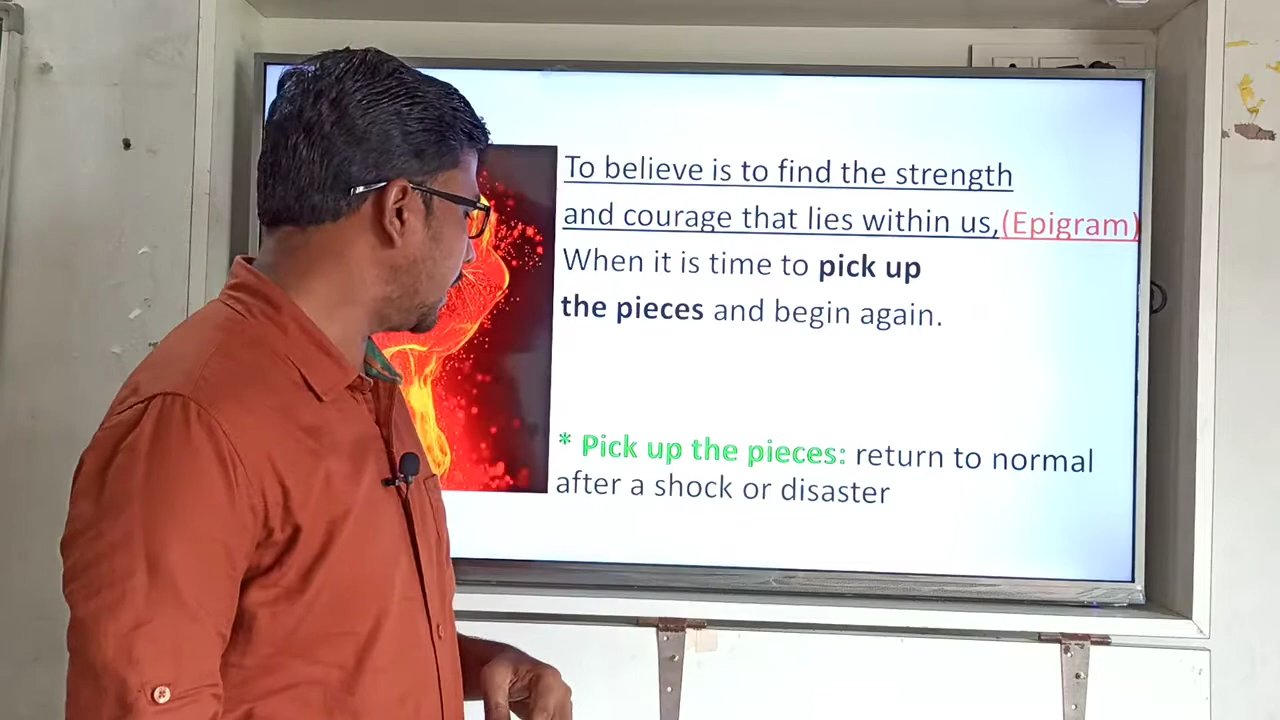 To believe is to find the strength
and courage that lies within us,(Epigram)
When it is time to pick up
the pieces and begin again.
* Pick up the pieces: return to normal
after a shock or disaster